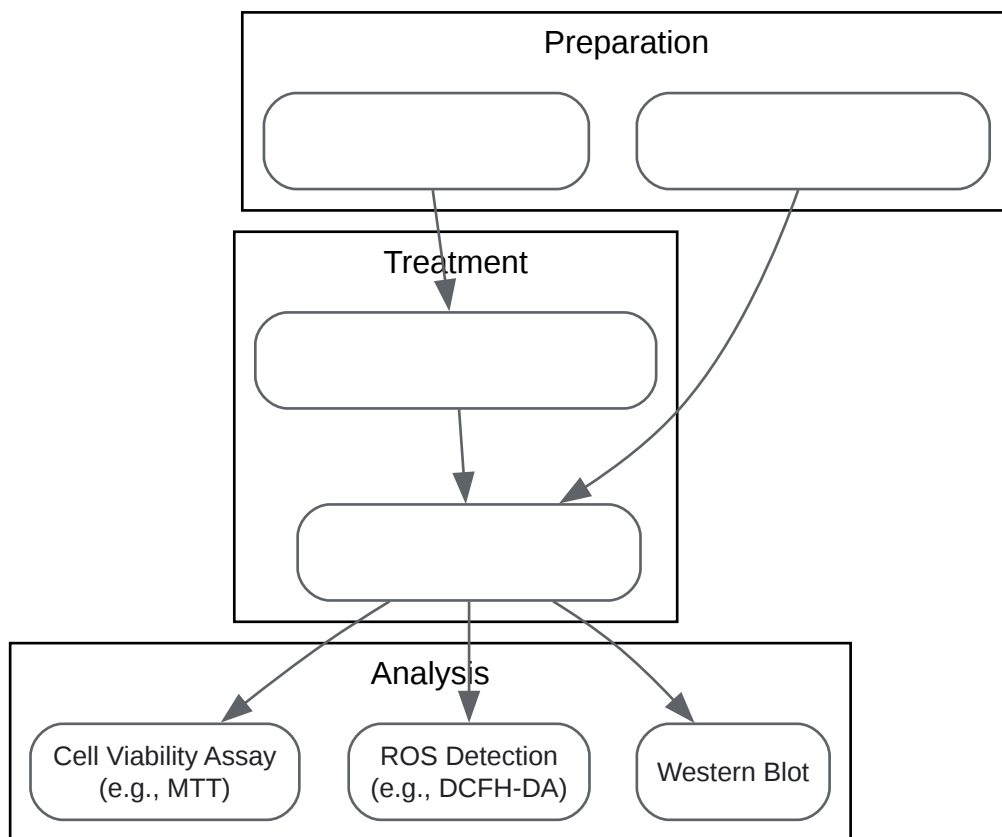 Preparation
Treatment
Analysis
Cell Viability Assay
(e.g., MTT)
ROS Detection
(e.g., DCFH-DA)
Western Blot